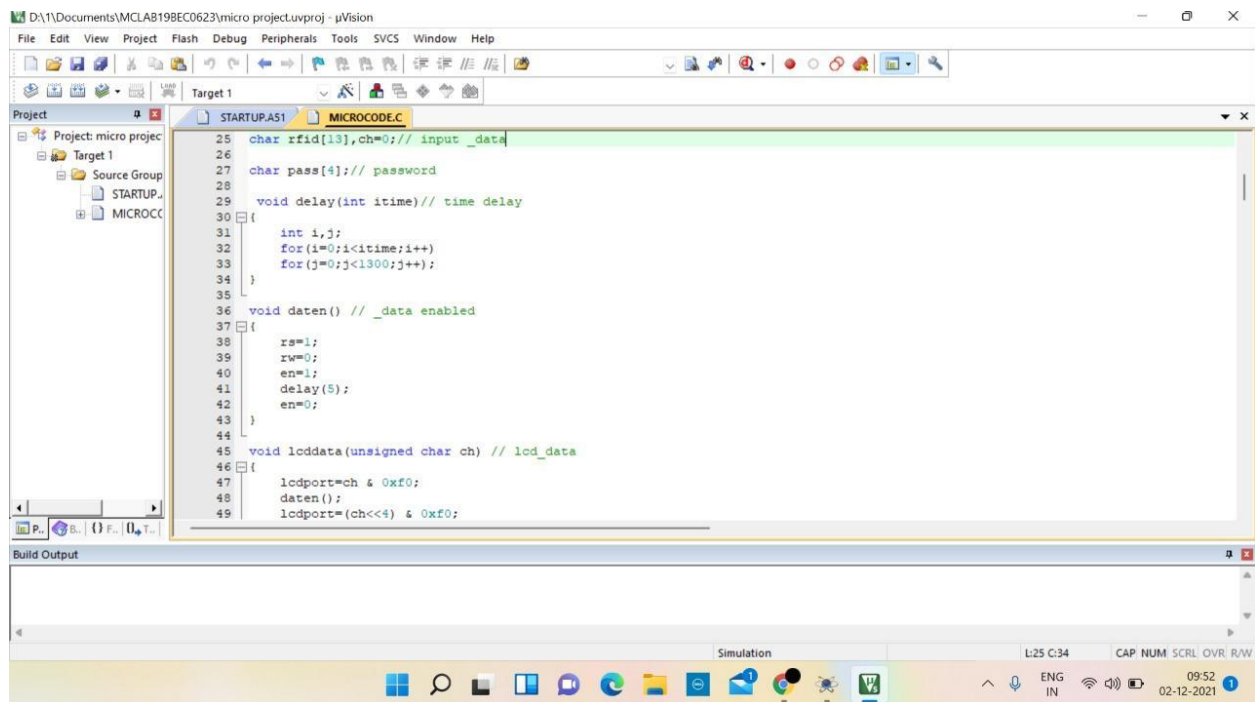 D:\1\Documents\MCLAB19BEC0623\micro project.uvproj - µVision
File Edit View Project Flash Debug Peripherals Tools SVCS Window Help
Target 1
Project
STARTUP.A51 MICROCODE.C
Project: micro projec
Target 1
Source Group
STARTUP.
MICROCC
25 char rfid[13],ch=0;// input _data
26
27 char pass[4];// password
28
29 void delay(int itime)// time delay
30 {
31 int i,j;
32 for(i=0;i<itime;i++)
33 for(j=0;j<1300;j++);
34 }
35
36 void daten() // _data enabled
37 {
38 rs=1;
39 rw=0;
40 en=1;
41 delay(5);
42 en=0;
43 }
44
45 void lcddata(unsigned char ch) // lcd_data
46 {
47 lcdport=ch & 0xf0;
48 daten();
49 lcdport=(ch<<4) & 0xf0;
P.. B.. {} F.. 0 T..
Build Output
Simulation L:25 C:34 CAP NUM SCRL OVR R/W
ENG
IN
09:52
02-12-2021
1